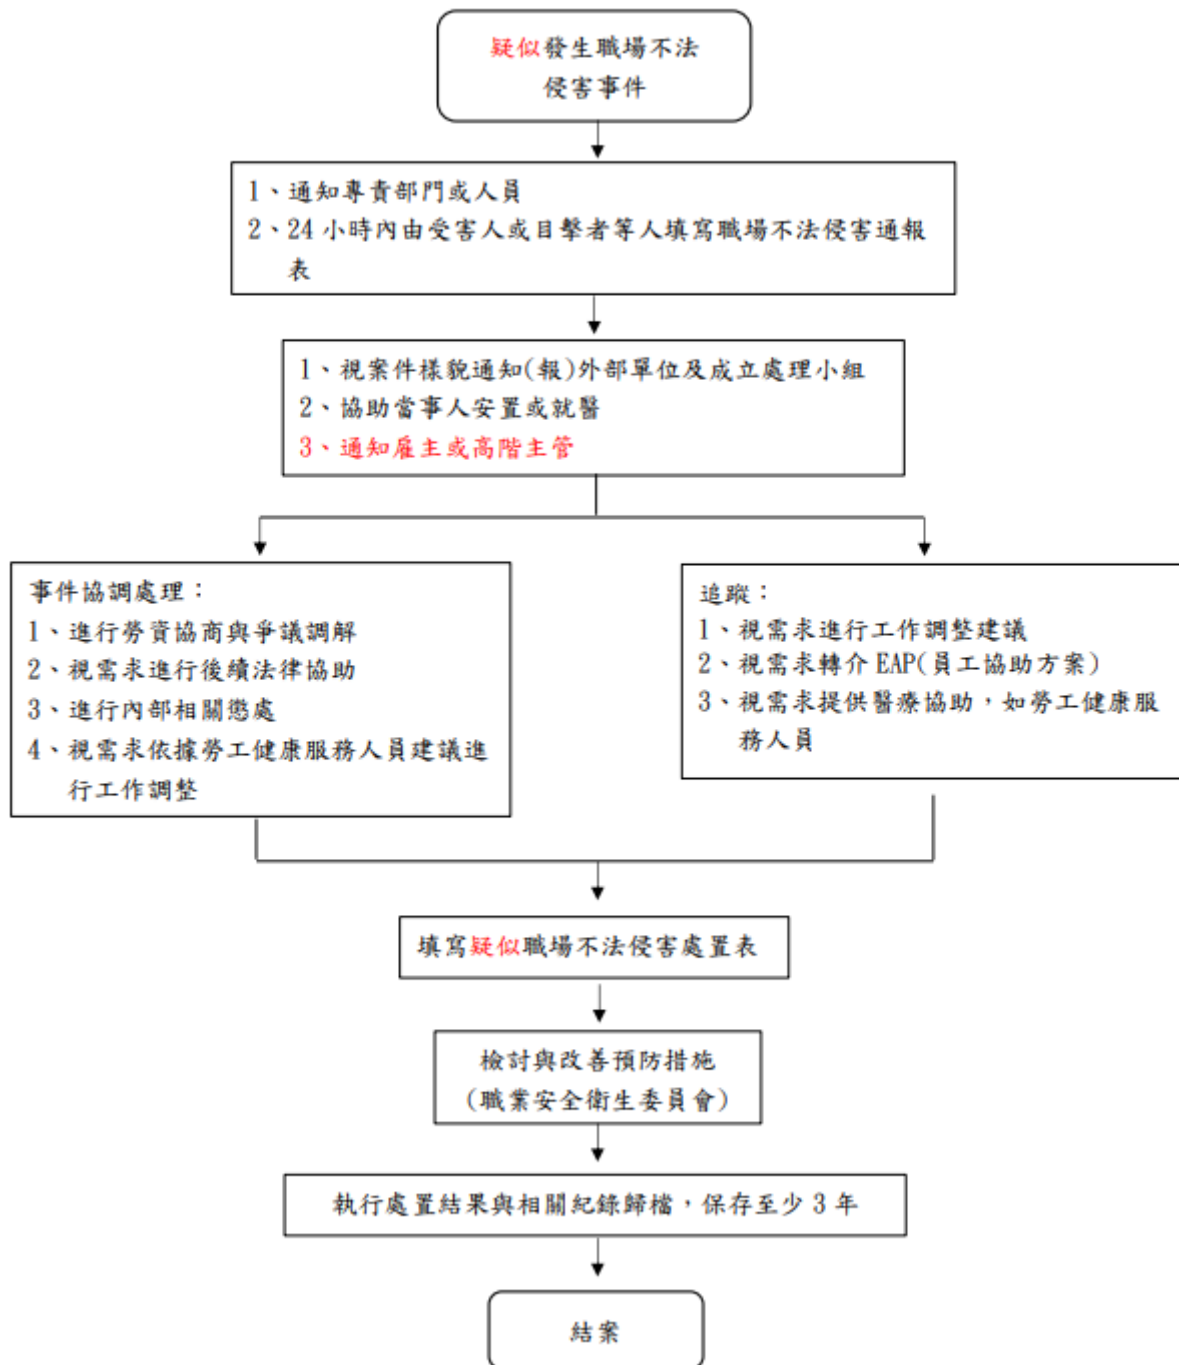 疑似發生職場不法
侵害事件
1、通知專責部門或人員
2、24 小時內由受害人或目擊者等人填寫職場不法侵害通報
表
1、視案件樣貌通知(報)外部單位及成立處理小組
2、協助當事人安置或就醫
3、通知雇主或高階主管
事件協調處理：
1、進行勞資協商與爭議調解
2、視需求進行後續法律協助
3、進行內部相關懲處
4、視需求依據勞工健康服務人員建議進
行工作調整
追蹤：
1、視需求進行工作調整建議
2、視需求轉介 EAP(員工協助方案)
3、視需求提供醫療協助，如勞工健康服
務人員
填寫疑似職場不法侵害處置表
檢討與改善預防措施
(職業安全衛生委員會)
執行處置結果與相關紀錄歸檔，保存至少 3 年
結案